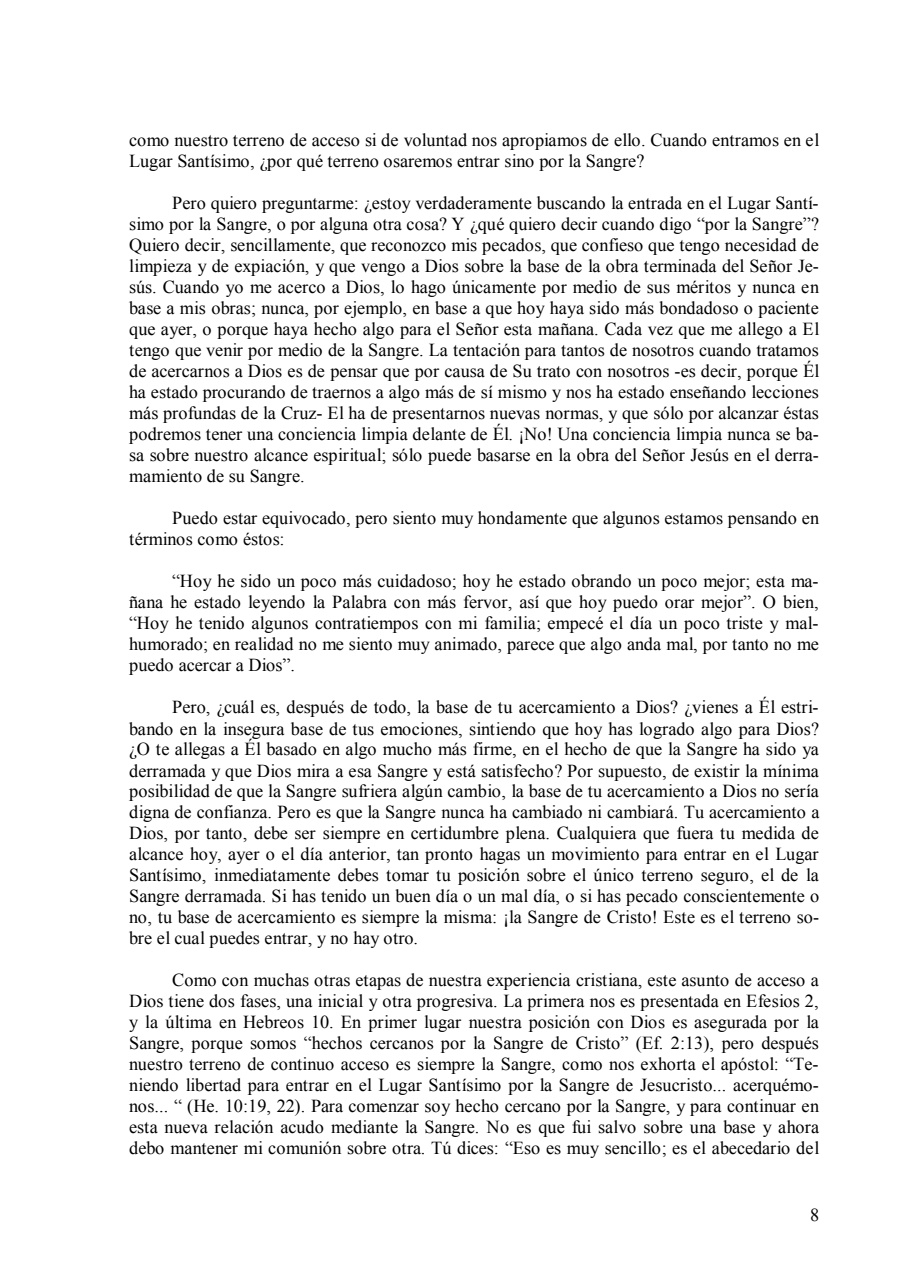 como nuestro terreno de acceso si de voluntad nos apropiamos de ello. Cuando entramos en el
Lugar Santísimo, ¿por qué terreno osaremos entrar sino por la Sangre?
Pero quiero preguntarme: ¿estoy verdaderamente buscando la entrada en el Lugar Santí-
simo por la Sangre, o por alguna otra cosa? Y ¿qué quiero decir cuando digo “por la Sangre”?
Quiero decir, sencillamente, que reconozco mis pecados, que confieso que tengo necesidad de
limpieza y de expiación, y que vengo a Dios sobre la base de la obra terminada del Señor Je-
sús. Cuando yo me acerco a Dios, lo hago únicamente por medio de sus méritos y nunca en
base a mis obras; nunca, por ejemplo, en base a que hoy haya sido más bondadoso o paciente
que ayer, o porque haya hecho algo para el Señor esta mañana. Cada vez que me allego a El
tengo que venir por medio de la Sangre. La tentación para tantos de nosotros cuando tratamos
de acercarnos a Dios es de pensar que por causa de Su trato con nosotros -es decir, porque Él
ha estado procurando de traernos a algo más de sí mismo y nos ha estado enseñando lecciones
más profundas de la Cruz- El ha de presentarnos nuevas normas, y que sólo por alcanzar éstas
podremos tener una conciencia limpia delante de Él. ¡No! Una conciencia limpia nunca se ba-
sa sobre nuestro alcance espiritual; sólo puede basarse en la obra del Señor Jesús en el derra-
mamiento de su Sangre.
Puedo estar equivocado, pero siento muy hondamente que algunos estamos pensando en
términos como éstos:
“Hoy he sido un poco más cuidadoso; hoy he estado obrando un poco mejor; esta ma-
ñana he estado leyendo la Palabra con más fervor, así que hoy puedo orar mejor”. O bien,
“Hoy he tenido algunos contratiempos con mi familia; empecé el día un poco triste y mal-
humorado; en realidad no me siento muy animado, parece que algo anda mal, por tanto no me
puedo acercar a Dios”.
Pero, ¿cuál es, después de todo, la base de tu acercamiento a Dios? ¿vienes a Él estri-
bando en la insegura base de tus emociones, sintiendo que hoy has logrado algo para Dios?
¿O te allegas a Él basado en algo mucho más firme, en el hecho de que la Sangre ha sido ya
derramada y que Dios mira a esa Sangre y está satisfecho? Por supuesto, de existir la mínima
posibilidad de que la Sangre sufriera algún cambio, la base de tu acercamiento a Dios no sería
digna de confianza. Pero es que la Sangre nunca ha cambiado ni cambiará. Tu acercamiento a
Dios, por tanto, debe ser siempre en certidumbre plena. Cualquiera que fuera tu medida de
alcance hoy, ayer o el día anterior, tan pronto hagas un movimiento para entrar en el Lugar
Santísimo, inmediatamente debes tomar tu posición sobre el único terreno seguro, el de la
Sangre derramada. Si has tenido un buen día o un mal día, o si has pecado conscientemente o
no, tu base de acercamiento es siempre la misma: ¡la Sangre de Cristo! Este es el terreno so-
bre el cual puedes entrar, y no hay otro.
Como con muchas otras etapas de nuestra experiencia cristiana, este asunto de acceso a
Dios tiene dos fases, una inicial y otra progresiva. La primera nos es presentada en Efesios 2,
y la última en Hebreos 10. En primer lugar nuestra posición con Dios es asegurada por la
Sangre, porque somos “hechos cercanos por la Sangre de Cristo” (Ef. 2:13), pero después
nuestro terreno de continuo acceso es siempre la Sangre, como nos exhorta el apóstol: “Te-
niendo libertad para entrar en el Lugar Santísimo por la Sangre de Jesucristo... acerquémo-
nos... “ (He. 10:19, 22). Para comenzar soy hecho cercano por la Sangre, y para continuar en
esta nueva relación acudo mediante la Sangre. No es que fui salvo sobre una base y ahora
debo mantener mi comunión sobre otra. Tú dices: “Eso es muy sencillo; es el abecedario del
8